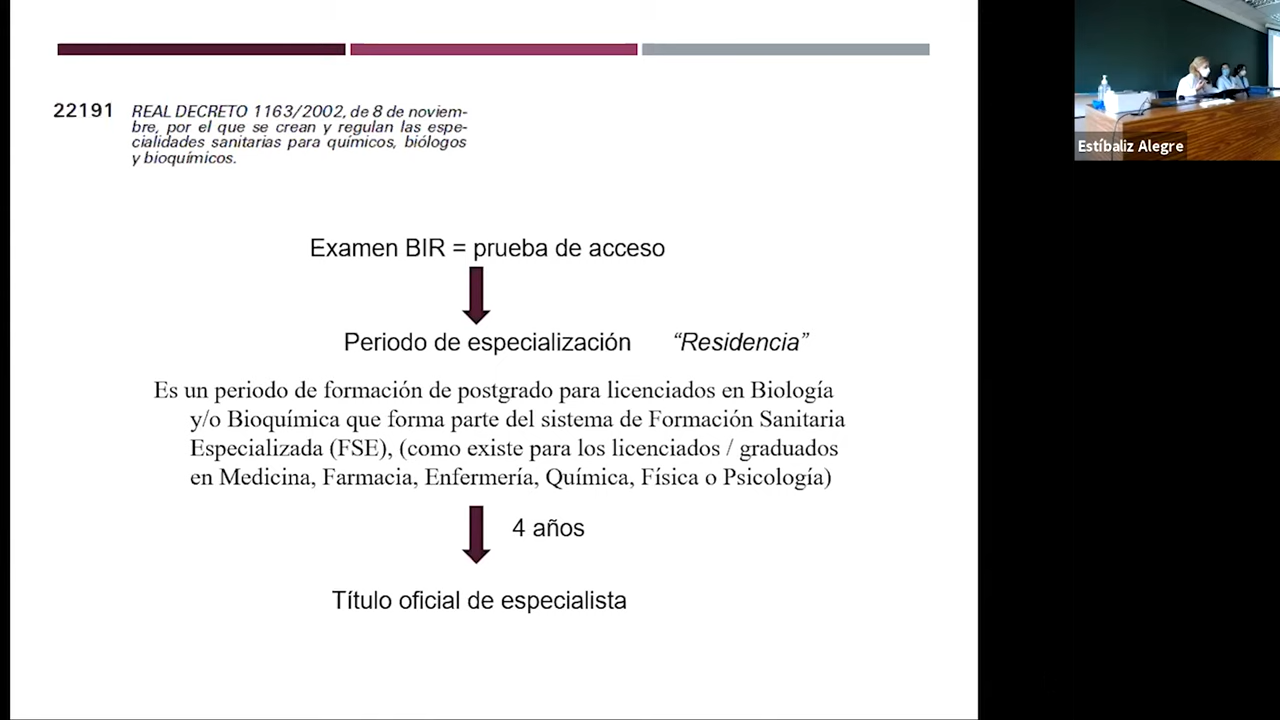 22191 REAL DECRETO 1163/2002, de 8 de noviem-
bre, por el que se crean y regulan las espe-
cialidades sanitarias para químicos, biólogos
y bioquímicos.
Examen BIR = prueba de acceso
Periodo de especialización “Residencia”
Es un periodo de formación de postgrado para licenciados en Biología
y/o Bioquímica que forma parte del sistema de Formación Sanitaria
Especializada (FSE), (como existe para los licenciados / graduados
en Medicina, Farmacia, Enfermería, Química, Física o Psicología)
4 años
Título oficial de especialista
Estíbaliz Alegre